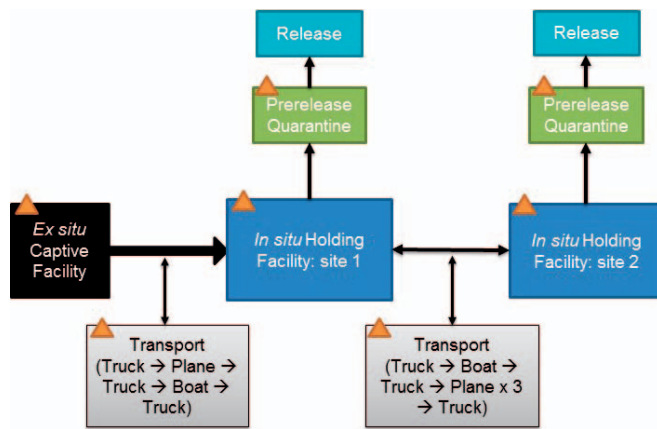 Release
Release
Prerelease
Quarantine
Prerelease
Quarantine
Ex situ
Captive
Facility
In situ Holding
Facility: site 1
In situ Holding
Facility: site 2
Transport
(Truck → Plane →
Truck → Boat →
Truck)
Transport
(Truck → Boat →
Truck → Plane x 3
→ Truck)